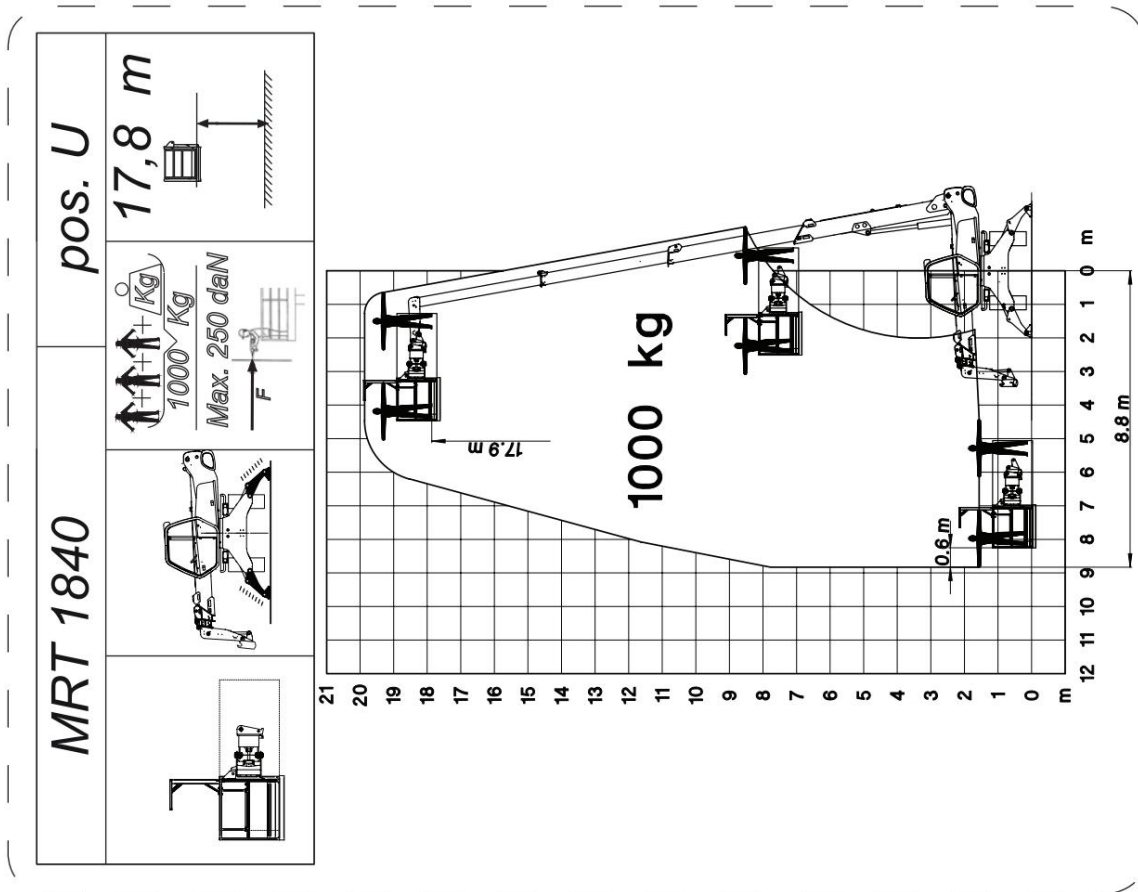 MRT 1840
pos. U
+ + + Kg
1000 Kg
Max. 250 daN
F
17,8 m
21
20
19
18
17
16
15
14
13
12
11
10
9
8
7
6
5
4
3
2
1
0
m
12 11 10 9 8 7 6 5 4 3 2 1 0 m
17.9 m
1000 kg
0.6 m
8.8 m